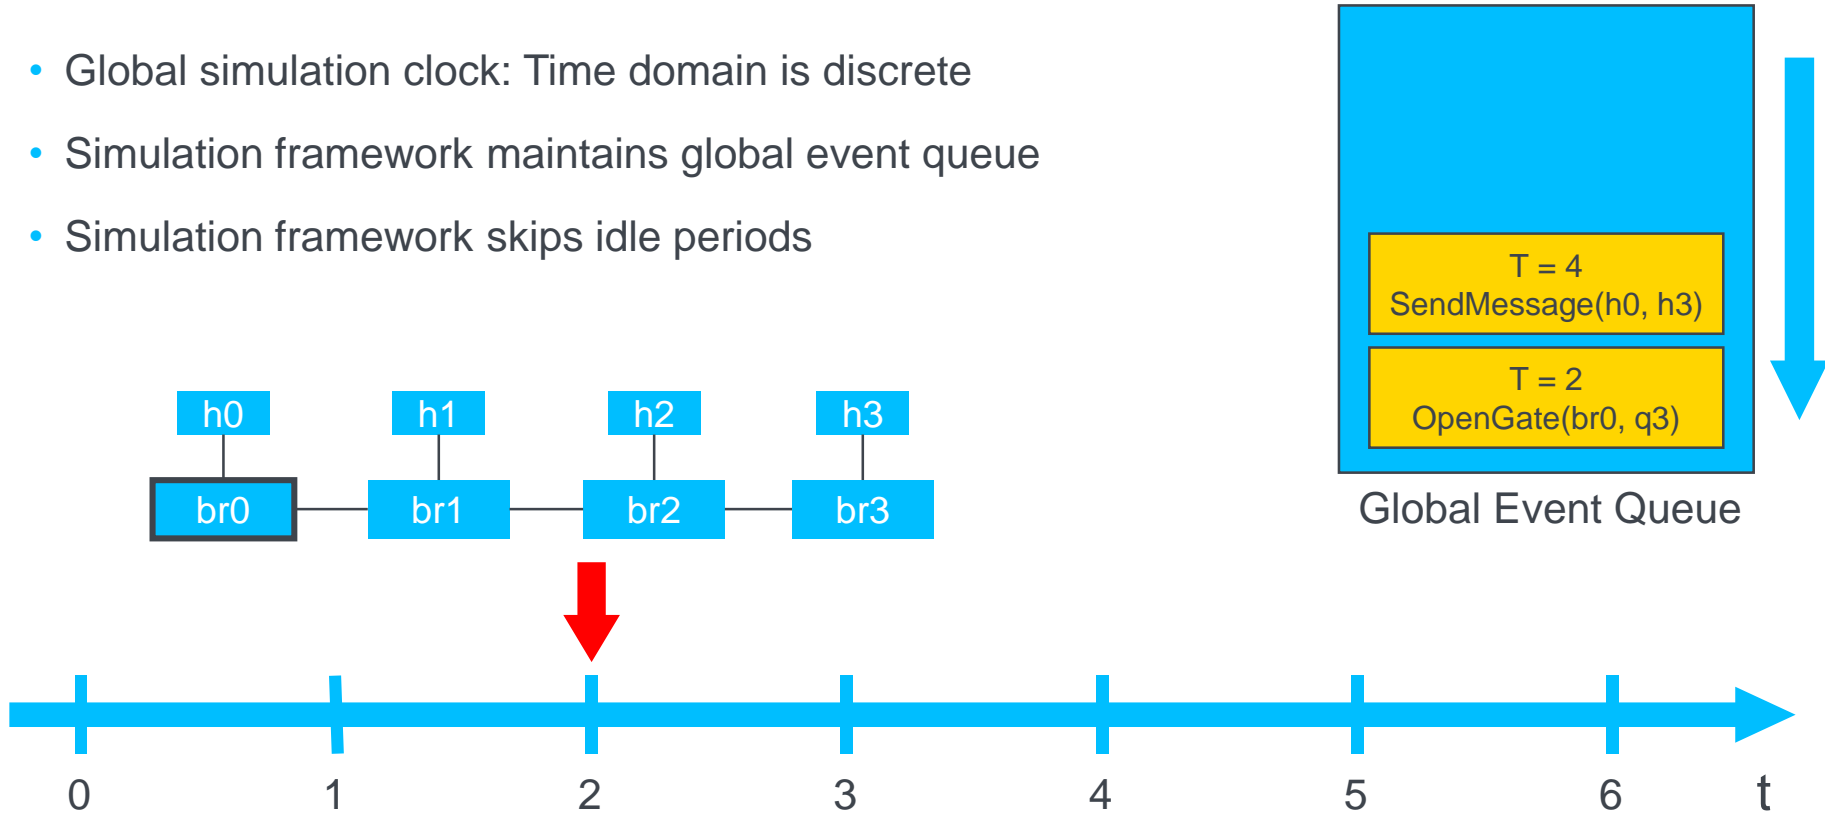 • Global simulation clock: Time domain is discrete
• Simulation framework maintains global event queue
• Simulation framework skips idle periods
T = 4
SendMessage(h0, h3)
T = 2
OpenGate(br0, q3)
Global Event Queue
h0 h1 h2 h3
br0 br1 br2 br3
0 1 2 3 4 5 6 t